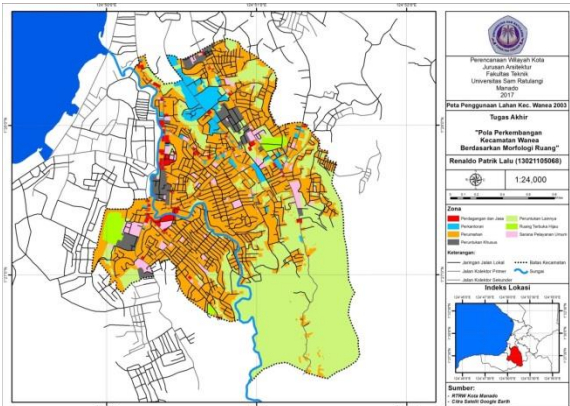 Perencanaan Wilayah Kota
Jurusan Arsitektur
Fakultas Teknik
Universitas Sam Ratulangi
Manado
2017
Peta Penggunaan Lahan Kec. Wanea 2003
Tugas Akhir
"Pola Perkembangan
Kecamatan Wanea
Berdasarkan Morfologi Ruang"
Renaldo Patrik Lalu (13021105068)
1:24,000
Zona
Perdagangan dan Jasa
Peruntukan Lainnya
Perkantoran
Ruang Terbuka Hijau
Perumahan
Sarana Pelayanan Umum
Peruntukan Khusus
Keterangan:
Jaringan Jalan Lokal
Batas Kecamatan
Jalan Kolektor Primer
Sungai
Jalan Kolektor Sekunder
Indeks Lokasi
Sumber:
- RTRW Kota Manado
- Citra Satelit Google Earth